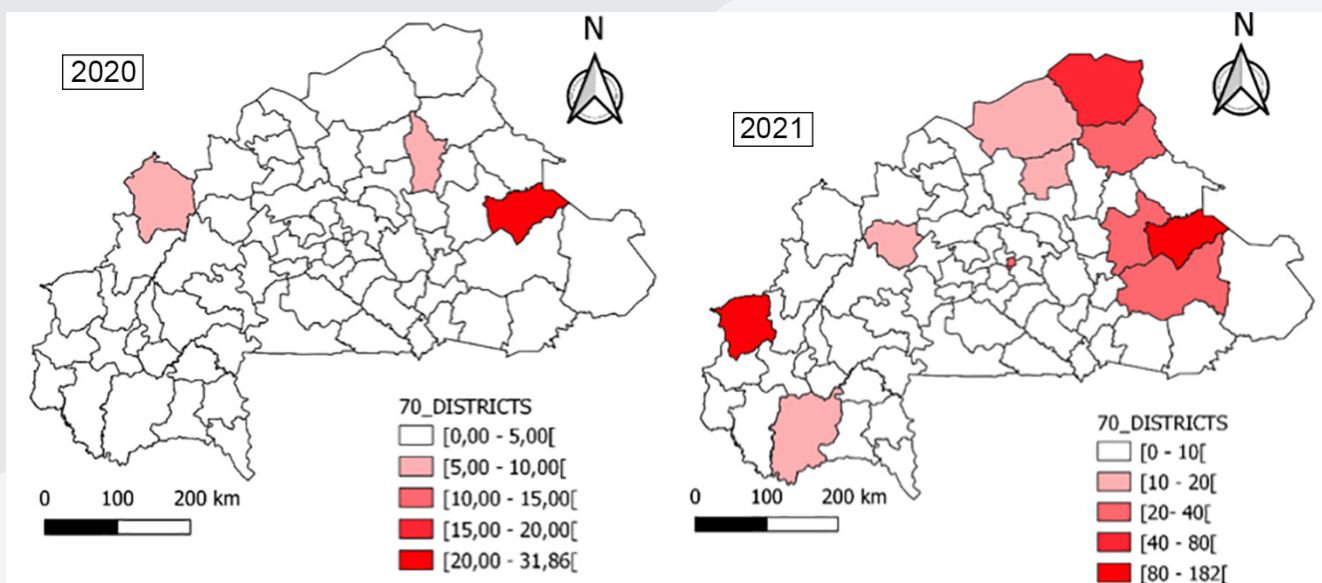 N
2020
70_DISTRICTS
[0,00 - 5,00[
[5,00 - 10,00[
[10,00 - 15,00[
[15,00 - 20,00[
[20,00 - 31,86[
0 100 200 km
N
2021
70_DISTRICTS
[0 - 10[
[10 - 20[
[20- 40[
[40 - 80[
[80 - 182[
0 100 200 km